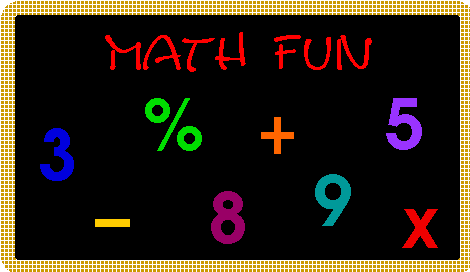 MATH FUN
3 % + 5
- 8 9 x